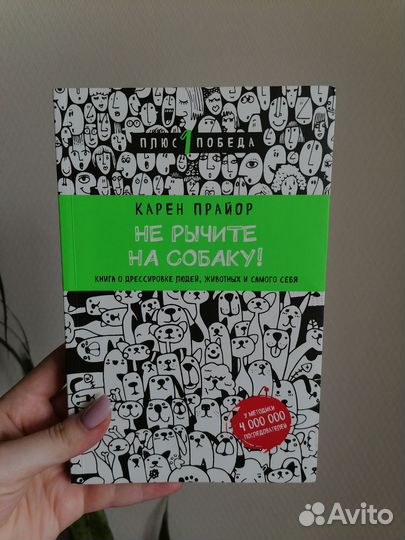 ПЛЮС 1 ПОБЕДА
КАРЕН ПРАЙОР
НЕ РЫЧИТЕ
НА СОБАКУ!
КНИГА О ДРЕССИРОВКЕ ЛЮДЕЙ, ЖИВОТНЫХ И САМОГО СЕБЯ
У МЕТОДИКИ
4 000 000
ПОСЛЕДОВАТЕЛЕЙ
Avito